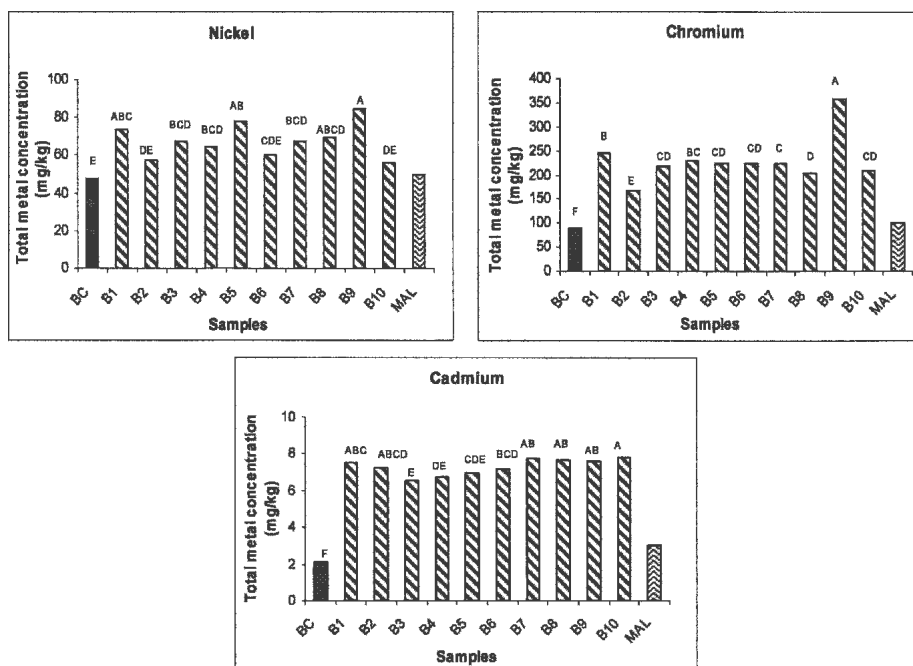 Nickel
Total metal concentration
(mg/kg)
100
80
60
40
20
0
E
ABC
DE
BCD
BCD
AB
CDE
BCD
ABCD
A
DE
BC
B1
B2
B3
B4
B5
B6
B7
B8
B9
B10
MAL
Samples
Chromium
Total metal concentration
(mg/kg)
400
350
300
250
200
150
100
50
0
F
B
E
CD
BC
CD
CD
C
D
A
CD
BC
B1
B2
B3
B4
B5
B6
B7
B8
B9
B10
MAL
Samples
Cadmium
Total metal concentration
(mg/kg)
10
8
6
4
2
0
F
ABC
ABCD
E
DE
CDE
BCD
AB
AB
AB
A
BC
B1
B2
B3
B4
B5
B6
B7
B8
B9
B10
MAL
Samples